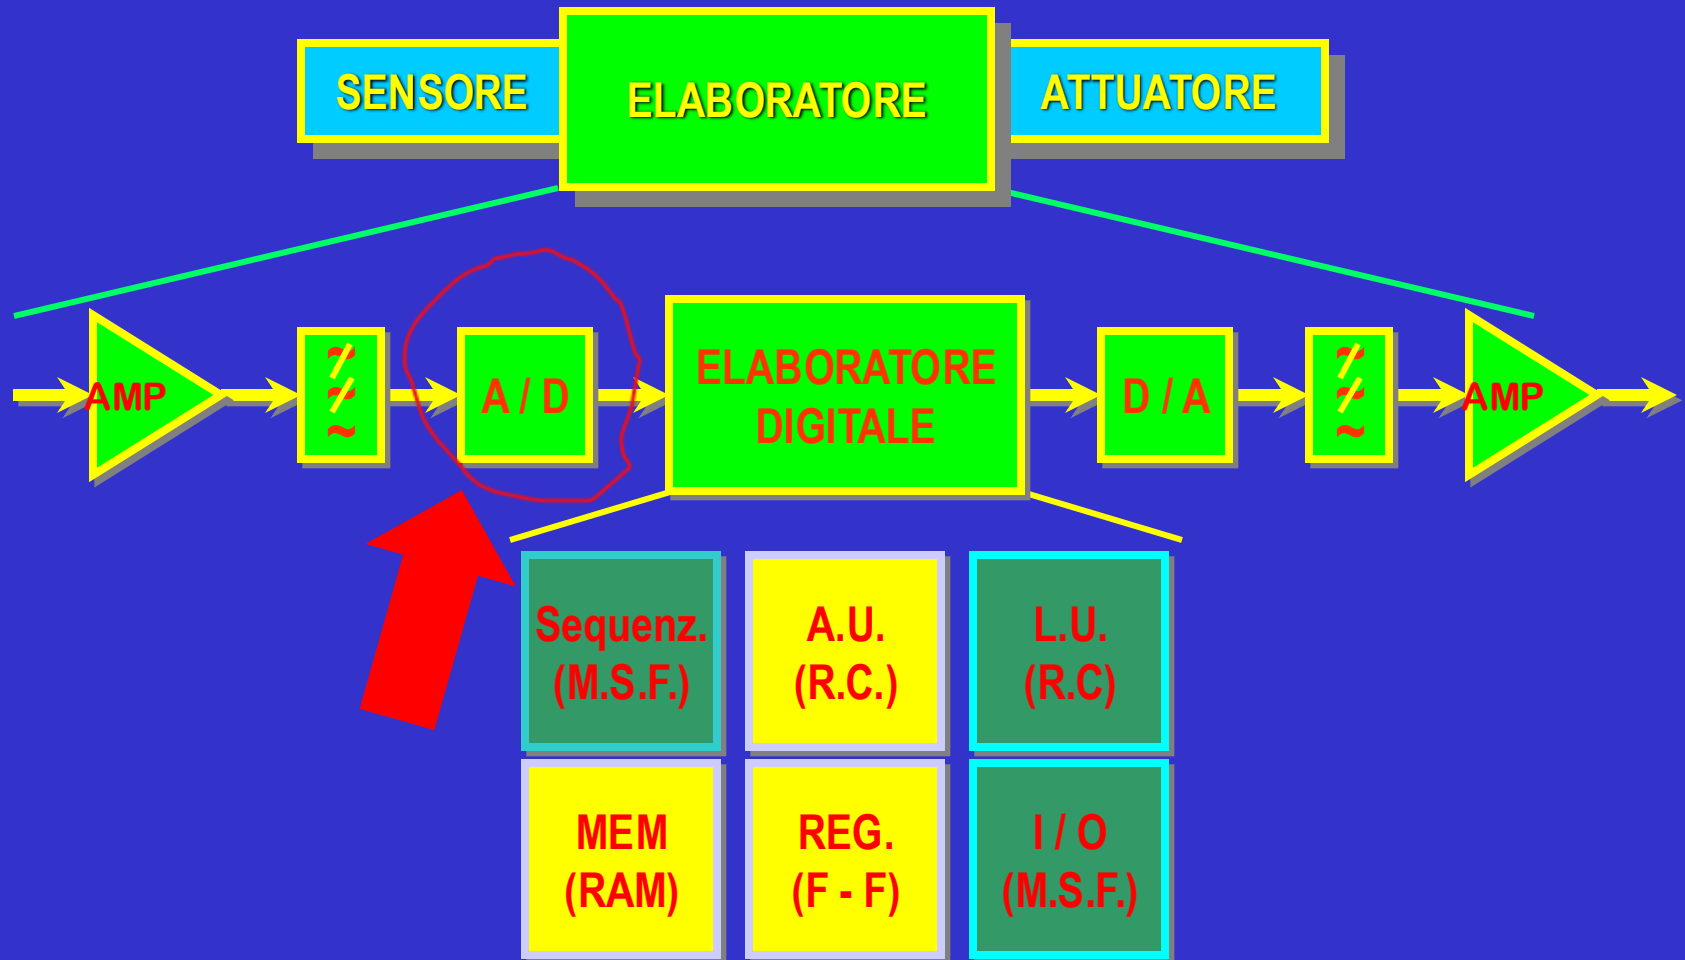 SENSORE
ELABORATORE
ATTUATORE
AMP
≈
~
A / D
ELABORATORE
DIGITALE
D / A
≈
~
AMP
Sequenz.
(M.S.F.)
A.U.
(R.C.)
L.U.
(R.C)
MEM
(RAM)
REG.
(F - F)
I / O
(M.S.F.)